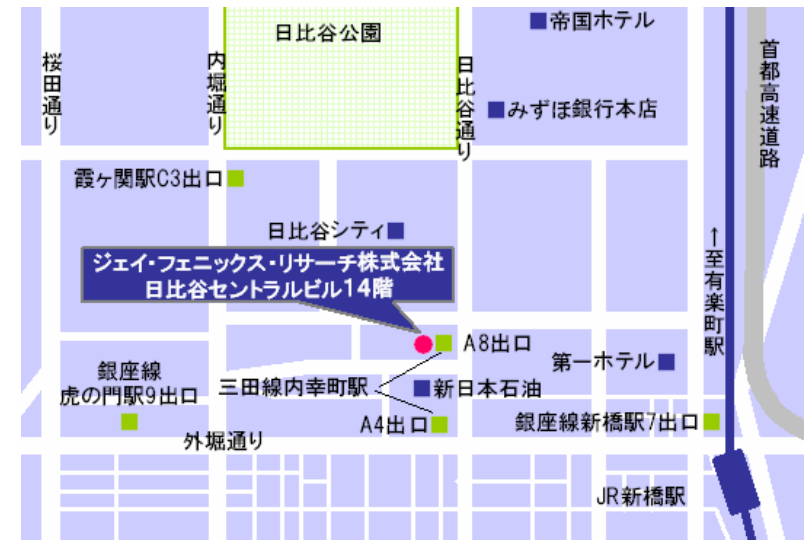 日比谷公園
帝国ホテル
桜田通り
内堀通り
日比谷通り
首都高速道路
みずほ銀行本店
霞ヶ関駅C3出口
日比谷シティ
ジェイ・フェニックス・リサーチ株式会社
日比谷セントラルビル14階
↑至有楽町駅
A8出口
第一ホテル
銀座線
虎の門駅9出口
三田線内幸町駅
新日本石油
A4出口
銀座線新橋駅7出口
外堀通り
JR新橋駅